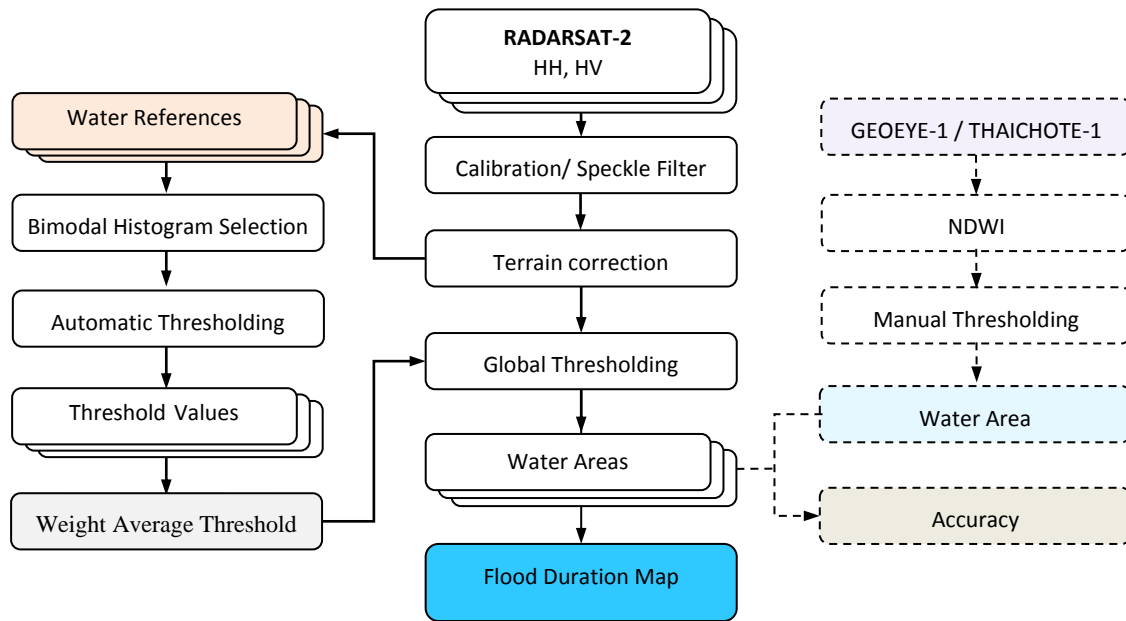 RADARSAT-2
HH, HV
Water References
GEOEYE-1 / THAICHOTE-1
Calibration/ Speckle Filter
Bimodal Histogram Selection
NDWI
Terrain correction
Automatic Thresholding
Manual Thresholding
Global Thresholding
Threshold Values
Water Area
Water Areas
Weight Average Threshold
Accuracy
Flood Duration Map